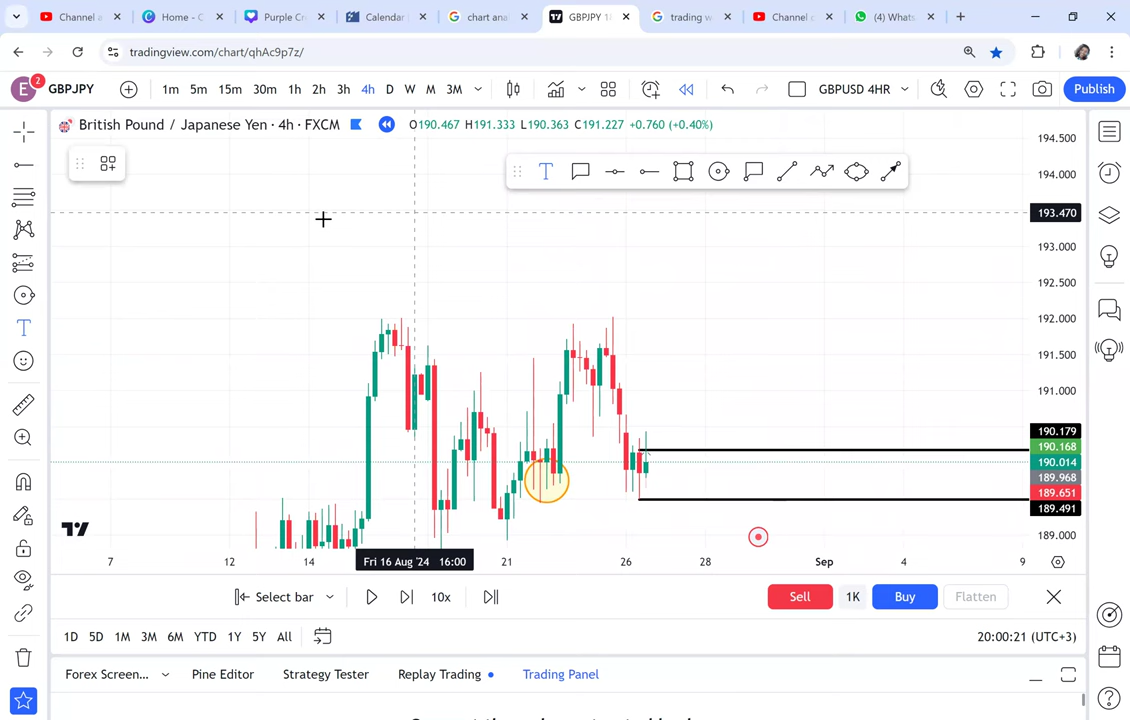 Channel a
Home - C
Purple Cr
Calendar
chart ana
GBPJPY 1
trading w
Channel c
(4) Whats
tradingview.com/chart/qhAc9p7z/
E 2 GBPJPY 1m 5m 15m 30m 1h 2h 3h 4h D W M 3M GBPUSD 4HR Publish
British Pound / Japanese Yen · 4h · FXCM O190.467 H191.333 L190.363 C191.227 +0.760 (+0.40%)
T
194.500
194.000
193.470
193.000
192.500
192.000
191.500
191.000
190.179
190.168
190.014
189.968
189.651
189.491
189.000
7 12 14 Fri 16 Aug '24 16:00 21 26 28 Sep 4 9
Select bar 10x Sell 1K Buy Flatten
1D 5D 1M 3M 6M YTD 1Y 5Y All 20:00:21 (UTC+3)
Forex Screen... Pine Editor Strategy Tester Replay Trading Trading Panel